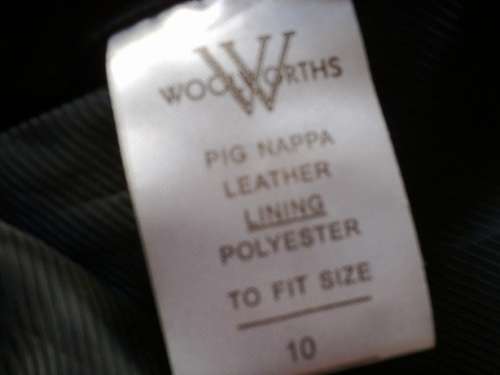 W
WOOLWORTHS
PIG NAPPA
LEATHER
LINING
POLYESTER
TO FIT SIZE
10